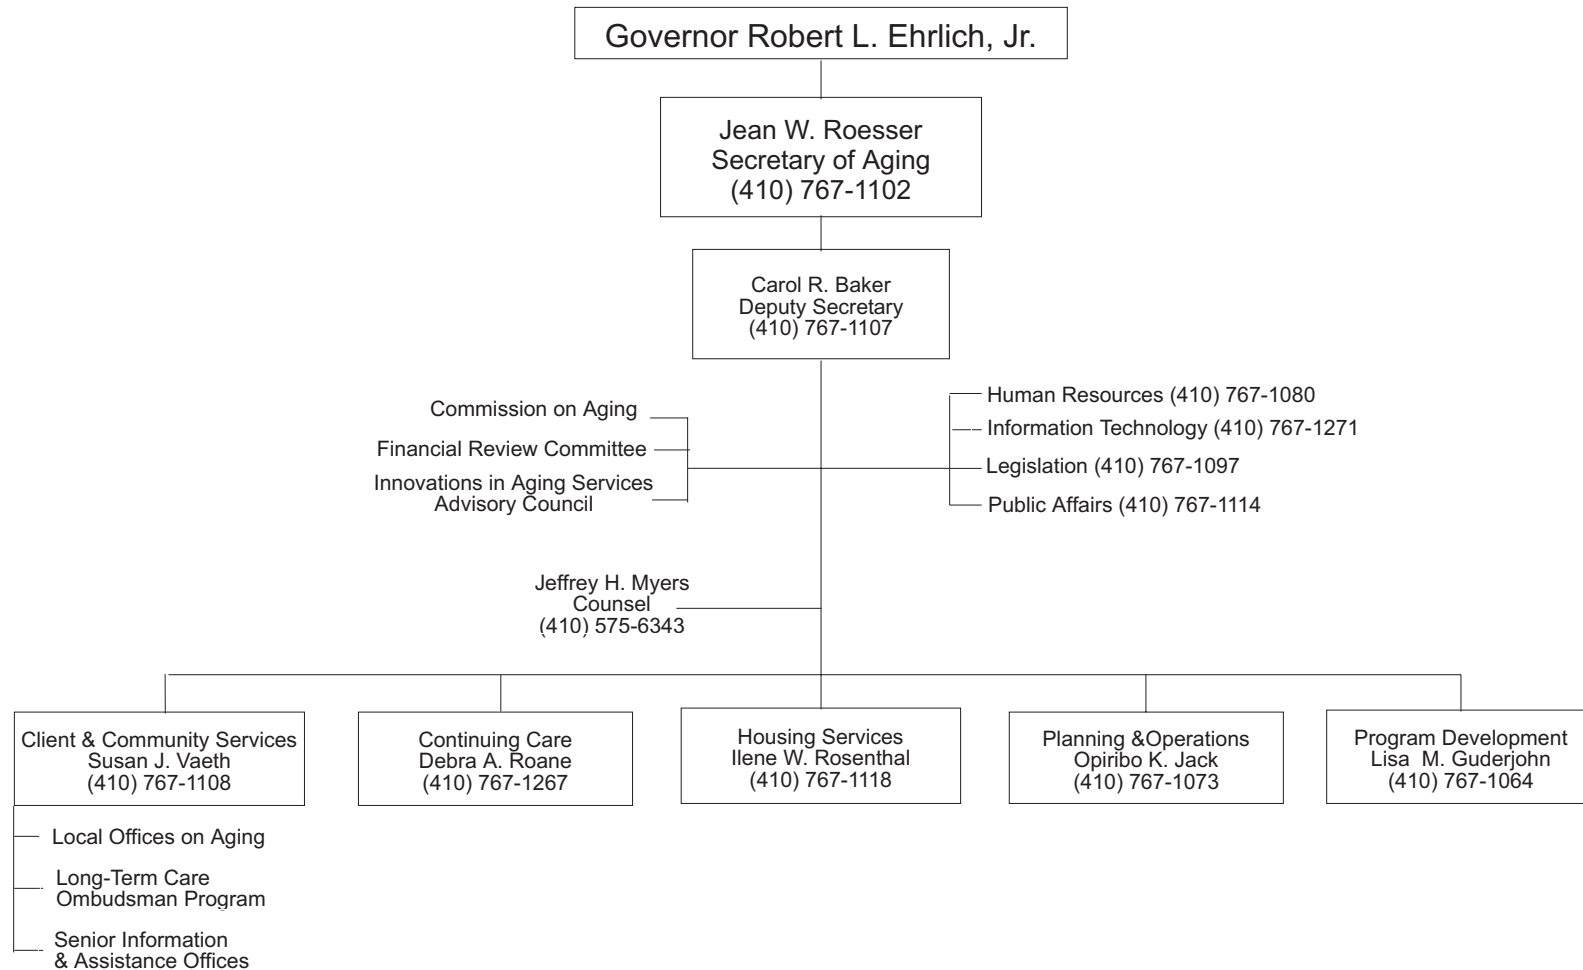 Governor Robert L. Ehrlich, Jr.
Jean W. Roesser
Secretary of Aging
(410) 767-1102
Carol R. Baker
Deputy Secretary
(410) 767-1107
Commission on Aging
Financial Review Committee
Innovations in Aging Services
Advisory Council
Human Resources (410) 767-1080
Information Technology (410) 767-1271
Legislation (410) 767-1097
Public Affairs (410) 767-1114
Jeffrey H. Myers
Counsel
(410) 575-6343
Client & Community Services
Susan J. Vaeth
(410) 767-1108
Continuing Care
Debra A. Roane
(410) 767-1267
Housing Services
Ilene W. Rosenthal
(410) 767-1118
Planning &Operations
Opiribo K. Jack
(410) 767-1073
Program Development
Lisa M. Guderjohn
(410) 767-1064
Local Offices on Aging
Long-Term Care
Ombudsman Program
Senior Information
& Assistance Offices